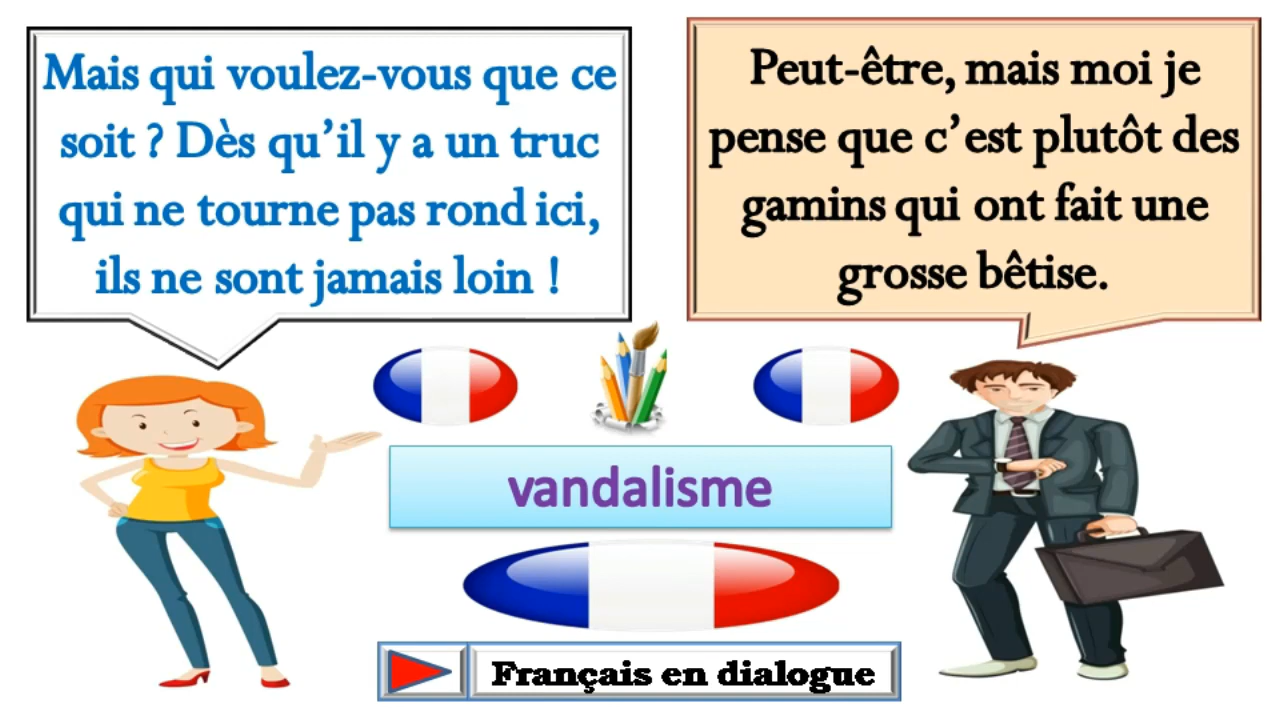 Mais qui voulez-vous que ce
soit ? Dès qu’il y a un truc
qui ne tourne pas rond ici,
ils ne sont jamais loin !
Peut-être, mais moi je
pense que c’est plutôt des
gamins qui ont fait une
grosse bêtise.
vandalisme
Français en dialogue